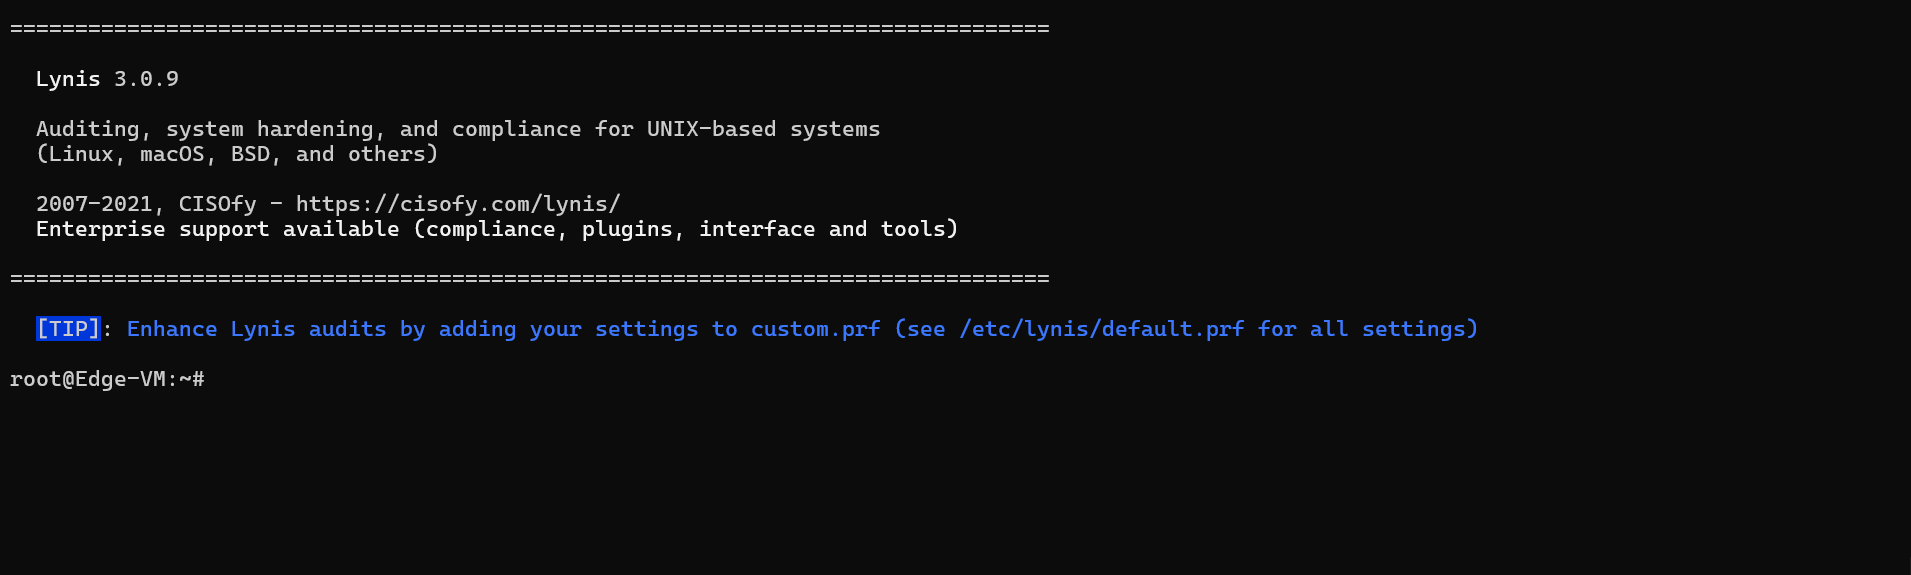 ================================================================================
Lynis 3.0.9
Auditing, system hardening, and compliance for UNIX-based systems
(Linux, macOS, BSD, and others)
2007-2021, CISOfy - https://cisofy.com/lynis/
Enterprise support available (compliance, plugins, interface and tools)
================================================================================
[TIP]: Enhance Lynis audits by adding your settings to custom.prf (see /etc/lynis/default.prf for all settings)
root@Edge-VM:~#